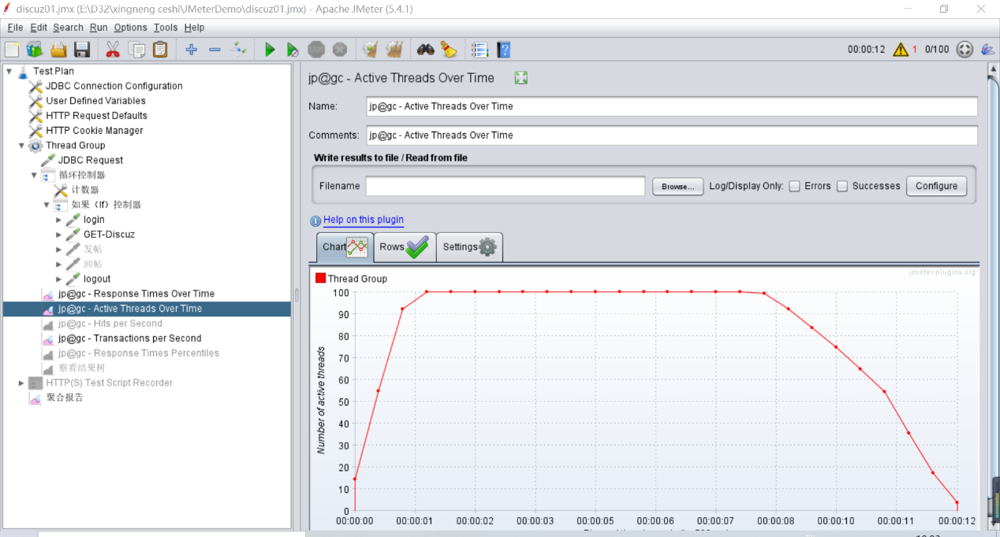 discuz01.jmx (E:\D32\xingneng ceshi\JMeterDemo\discuz01.jmx) - Apache JMeter (5.4.1)
File Edit Search Run Options Tools Help
00:00:12 1 0/100
Test Plan
JDBC Connection Configuration
User Defined Variables
HTTP Request Defaults
HTTP Cookie Manager
Thread Group
JDBC Request
循环控制器
计数器
如果（If）控制器
login
GET-Discuz
发帖
回帖
logout
jp@gc - Response Times Over Time
jp@gc - Active Threads Over Time
jp@gc - Hits per Second
jp@gc - Transactions per Second
jp@gc - Response Times Percentiles
察看结果树
HTTP(S) Test Script Recorder
聚合报告
jp@gc - Active Threads Over Time
Name: jp@gc - Active Threads Over Time
Comments: jp@gc - Active Threads Over Time
Write results to file / Read from file
Filename Browse... Log/Display Only: Errors Successes Configure
Help on this plugin
Chart Rows Settings
jmeter-plugins.org
Thread Group
100
90
80
70
60
50
40
30
20
10
0
Number of active threads
00:00:00 00:00:01 00:00:02 00:00:03 00:00:05 00:00:06 00:00:07 00:00:08 00:00:10 00:00:11 00:00:12